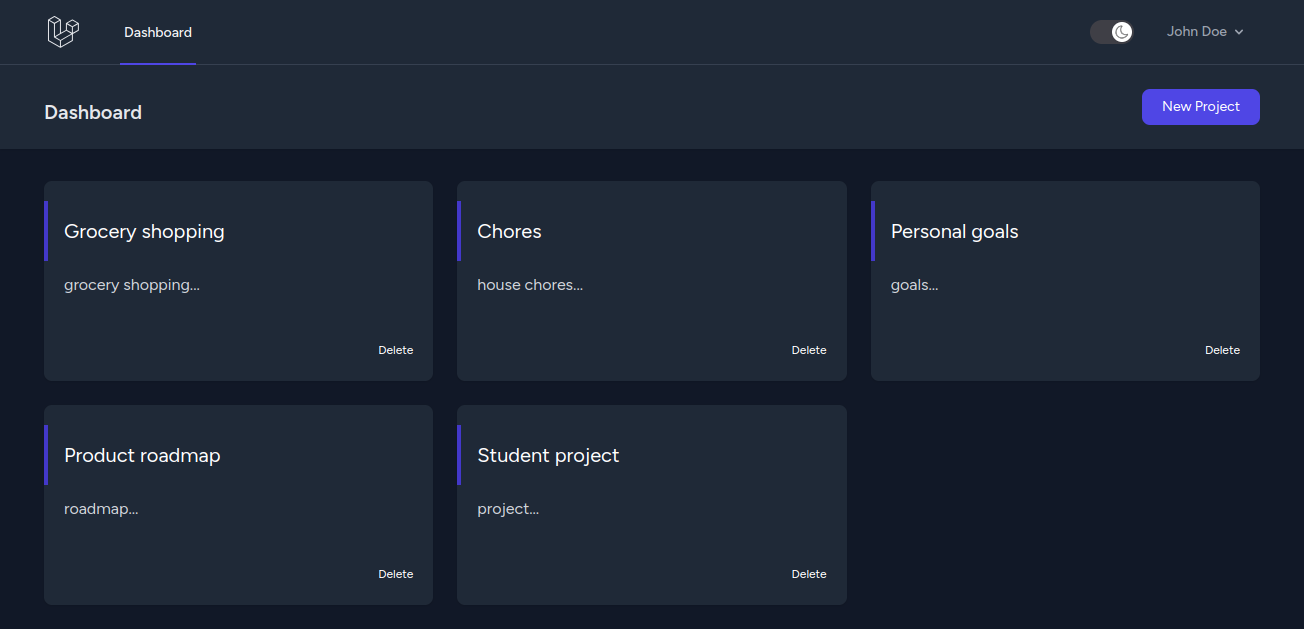 Dashboard
John Doe
Dashboard
New Project
Grocery shopping
grocery shopping...
Delete
Chores
house chores...
Delete
Personal goals
goals...
Delete
Product roadmap
roadmap...
Delete
Student project
project...
Delete